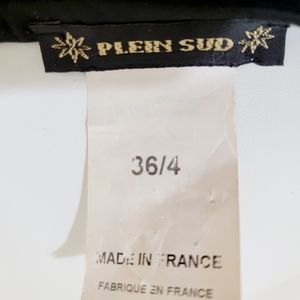 PLEIN SUD
36/4
MADE IN FRANCE
FABRIQUE EN FRANCE